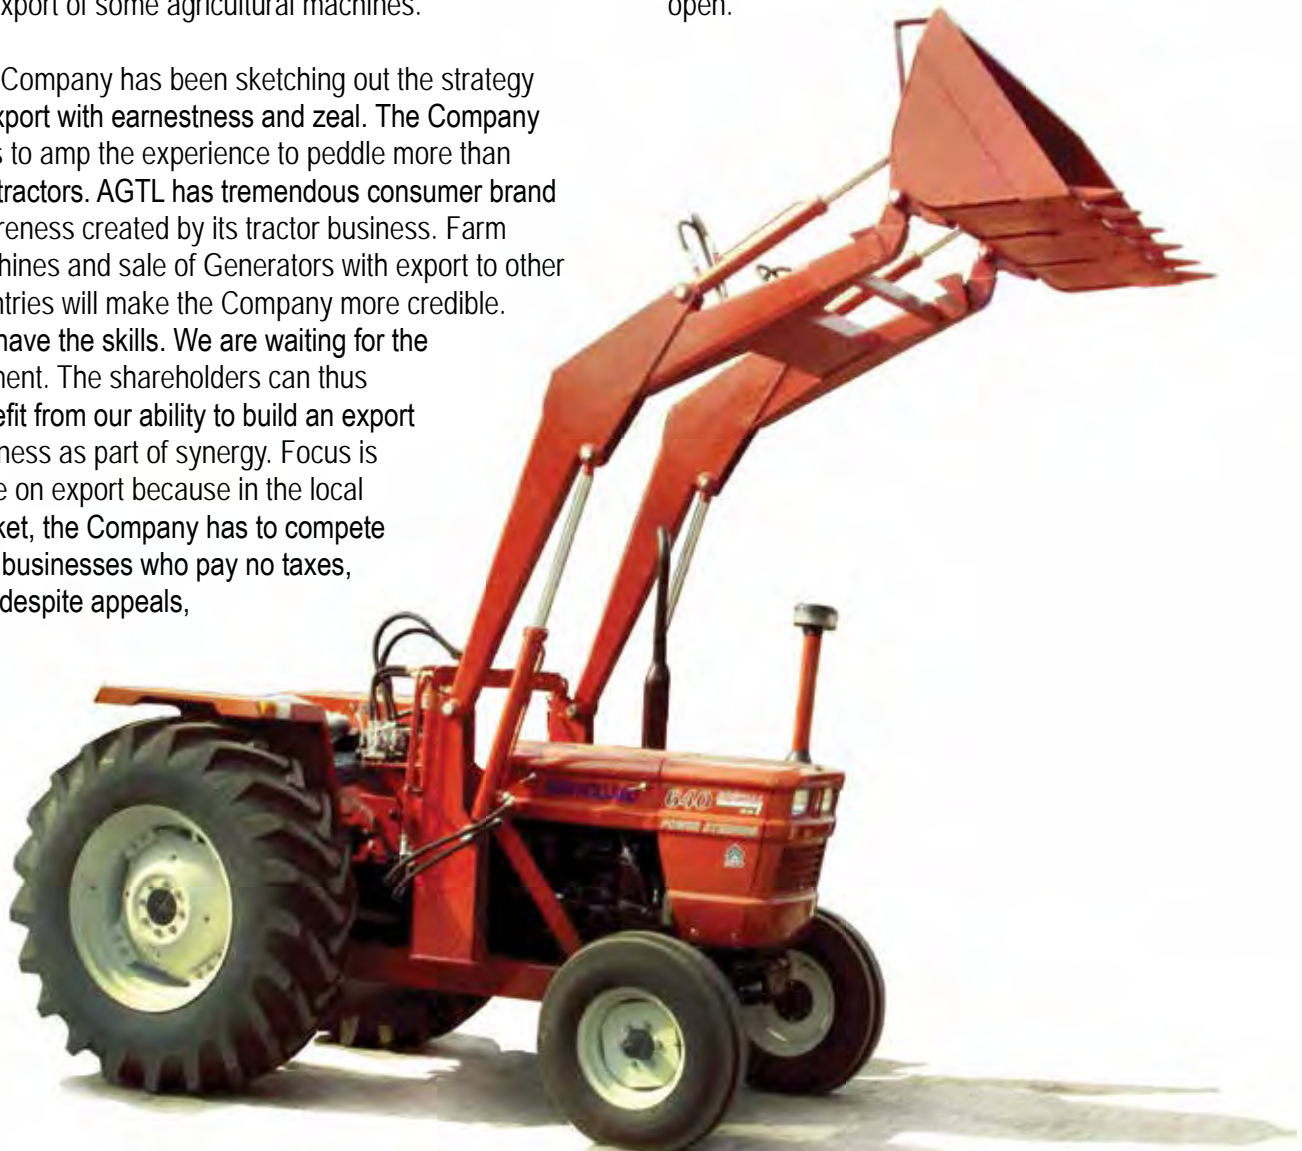 xport of some agricultural machines.
Company has been sketching out the strategy
xport with earnestness and zeal. The Company
s to amp the experience to peddle more than
tractors. AGTL has tremendous consumer brand
reness created by its tractor business. Farm
hines and sale of Generators with export to other
ntries will make the Company more credible.
have the skills. We are waiting for the
nent. The shareholders can thus
efit from our ability to build an export
ness as part of synergy. Focus is
e on export because in the local
ket, the Company has to compete
businesses who pay no taxes,
despite appeals,
open.
640
POWER STEERING